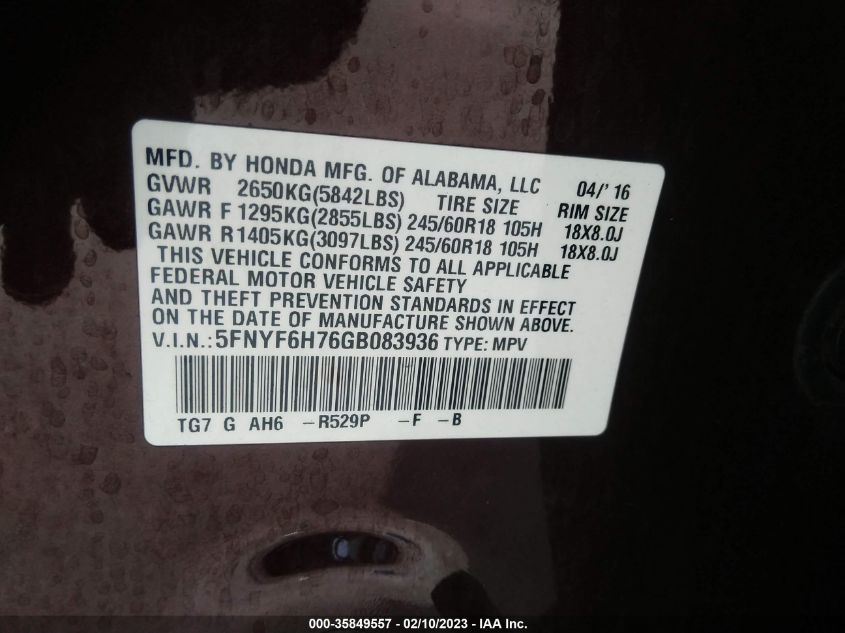 MFD. BY HONDA MFG. OF ALABAMA, LLC 04/' 16
GVWR 2650KG(5842LBS) TIRE SIZE RIM SIZE
GAWR F 1295KG(2855LBS) 245/60R18 105H 18X8.0J
GAWR R 1405KG(3097LBS) 245/60R18 105H 18X8.0J
THIS VEHICLE CONFORMS TO ALL APPLICABLE
FEDERAL MOTOR VEHICLE SAFETY
AND THEFT PREVENTION STANDARDS IN EFFECT
ON THE DATE OF MANUFACTURE SHOWN ABOVE.
V.I.N.: 5FNYF6H76GB083936 TYPE: MPV
TG7 G AH6 -R529P -F -B
000-35849557 - 02/10/2023 - IAA Inc.